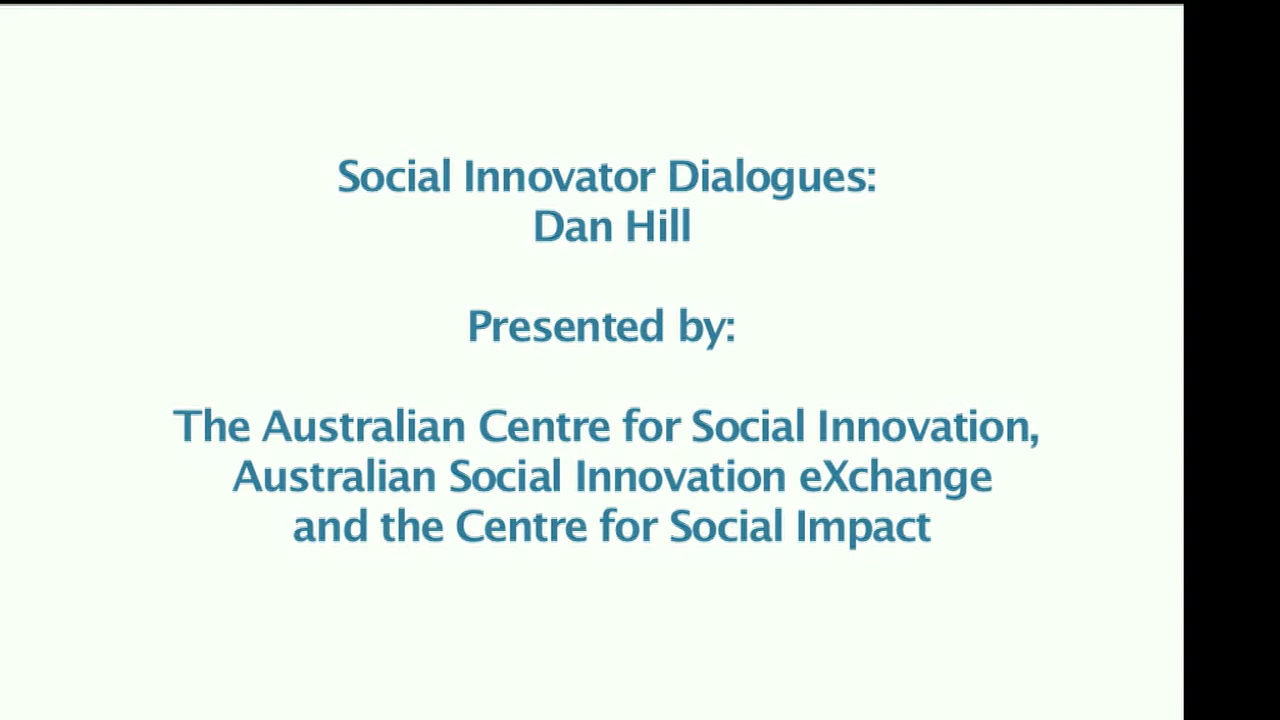 Social Innovator Dialogues:
Dan Hill
Presented by:
The Australian Centre for Social Innovation,
Australian Social Innovation eXchange
and the Centre for Social Impact